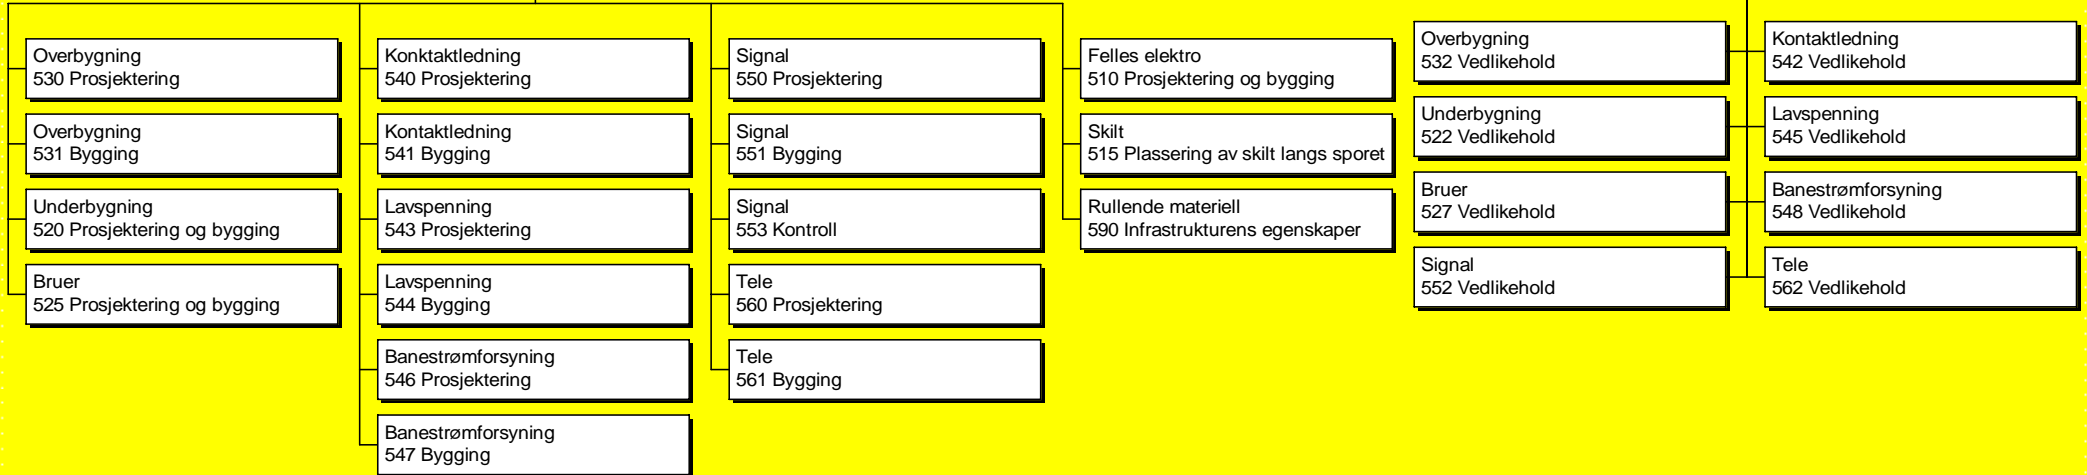 Overbygning
530 Prosjektering
Overbygning
531 Bygging
Underbygning
520 Prosjektering og bygging
Bruer
525 Prosjektering og bygging
Konktaktledning
540 Prosjektering
Kontaktledning
541 Bygging
Lavspenning
543 Prosjektering
Lavspenning
544 Bygging
Banestrømforsyning
546 Prosjektering
Banestrømforsyning
547 Bygging
Signal
550 Prosjektering
Signal
551 Bygging
Signal
553 Kontroll
Tele
560 Prosjektering
Tele
561 Bygging
Felles elektro
510 Prosjektering og bygging
Skilt
515 Plassering av skilt langs sporet
Rullende materiell
590 Infrastrukturens egenskaper
Overbygning
532 Vedlikehold
Underbygning
522 Vedlikehold
Bruer
527 Vedlikehold
Signal
552 Vedlikehold
Kontaktledning
542 Vedlikehold
Lavspenning
545 Vedlikehold
Banestrømforsyning
548 Vedlikehold
Tele
562 Vedlikehold